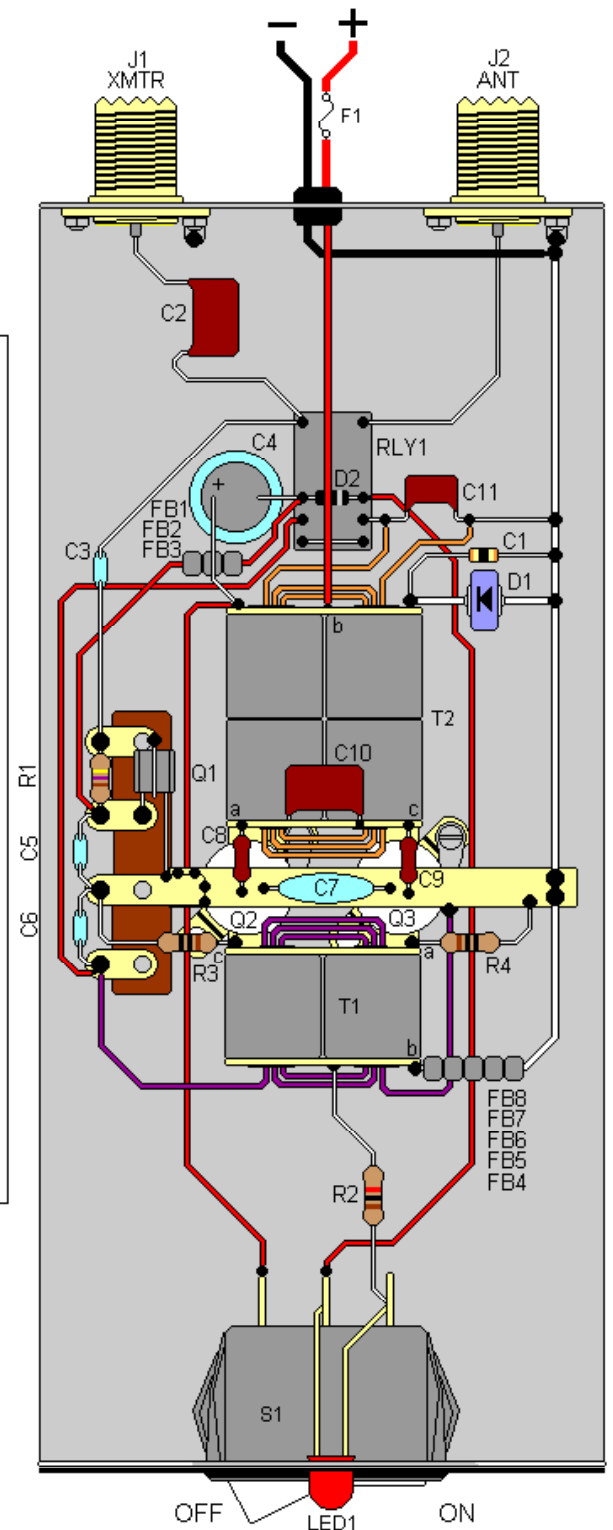 − +
J1
XMTR
J2
ANT
F1
C2
C4
RLY1
+
D2
C11
FB1
FB2
FB3
C3
C1
D1
b
T2
C10
R1
Q1
a
c
C8
C5
C9
C7
C6
Q2
Q3
R3
c
a
R4
T1
b
FB8
FB7
FB6
FB5
FB4
R2
S1
OFF
ON
LED1